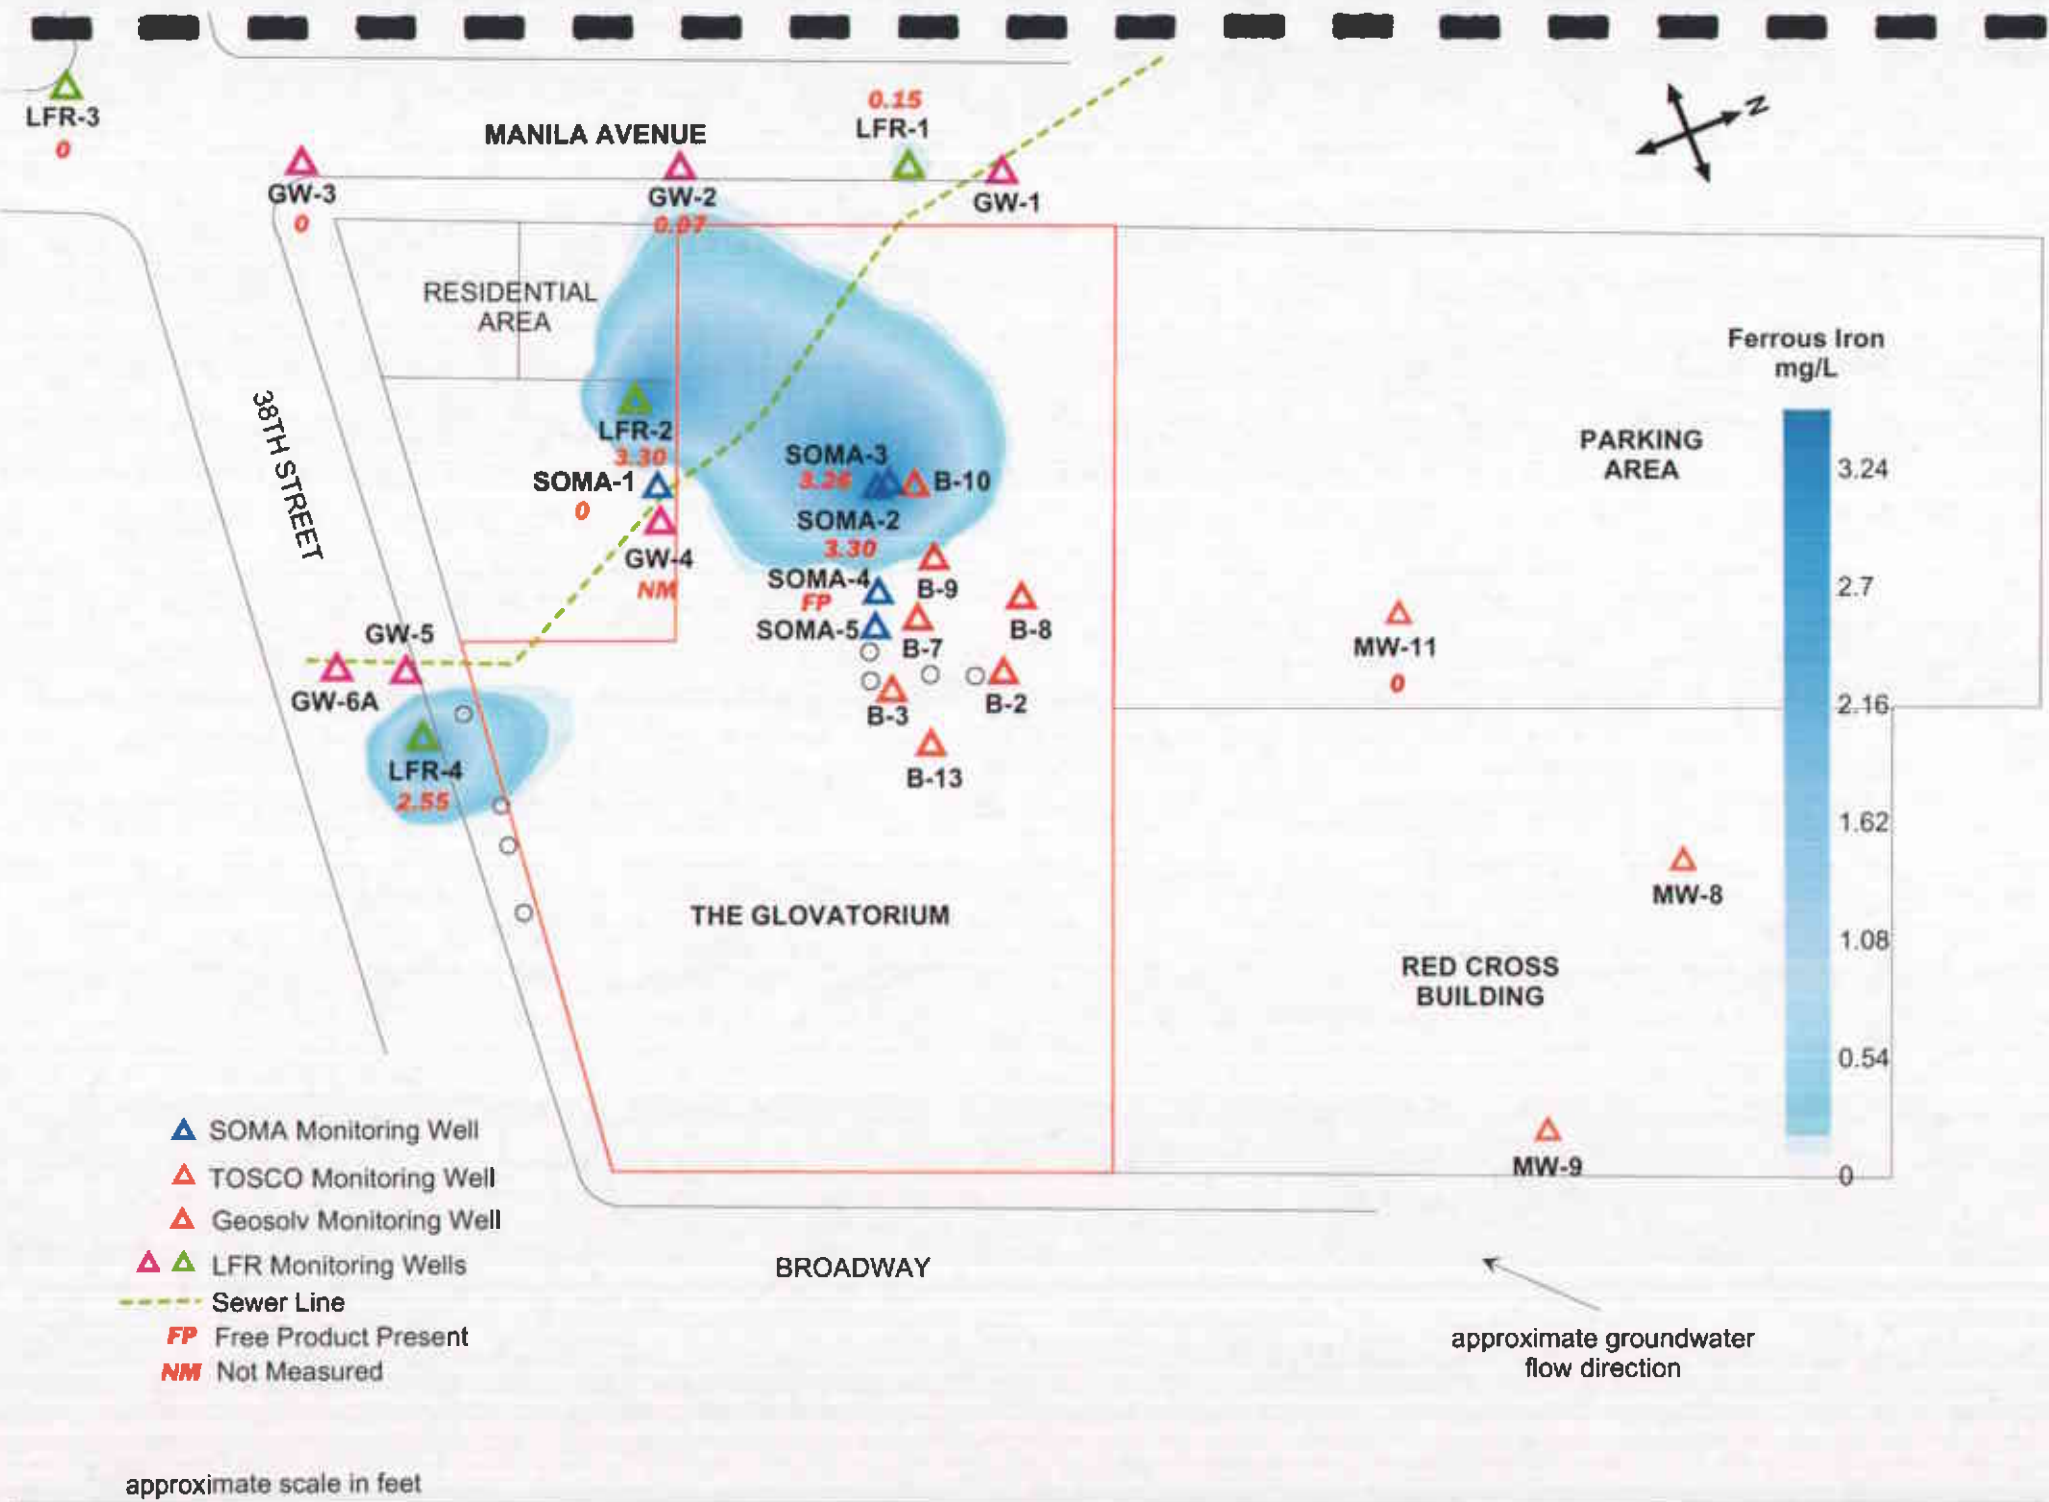 LFR-3
0
MANILA AVENUE
0.15
LFR-1
N
GW-3
0
GW-2
0.07
GW-1
RESIDENTIAL
AREA
38TH STREET
LFR-2
3.30
SOMA-1
0
GW-4
NM
SOMA-3
3.26
B-10
SOMA-2
3.30
SOMA-4
FP
B-9
SOMA-5
B-7
B-8
GW-5
GW-6A
B-3
B-2
B-13
LFR-4
2.55
THE GLOVATORIUM
MW-11
0
PARKING
AREA
Ferrous Iron
mg/L
3.24
2.7
2.16
1.62
1.08
0.54
0
MW-8
RED CROSS
BUILDING
MW-9
SOMA Monitoring Well
TOSCO Monitoring Well
Geosolv Monitoring Well
LFR Monitoring Wells
Sewer Line
FP Free Product Present
NM Not Measured
BROADWAY
approximate groundwater
flow direction
approximate scale in feet